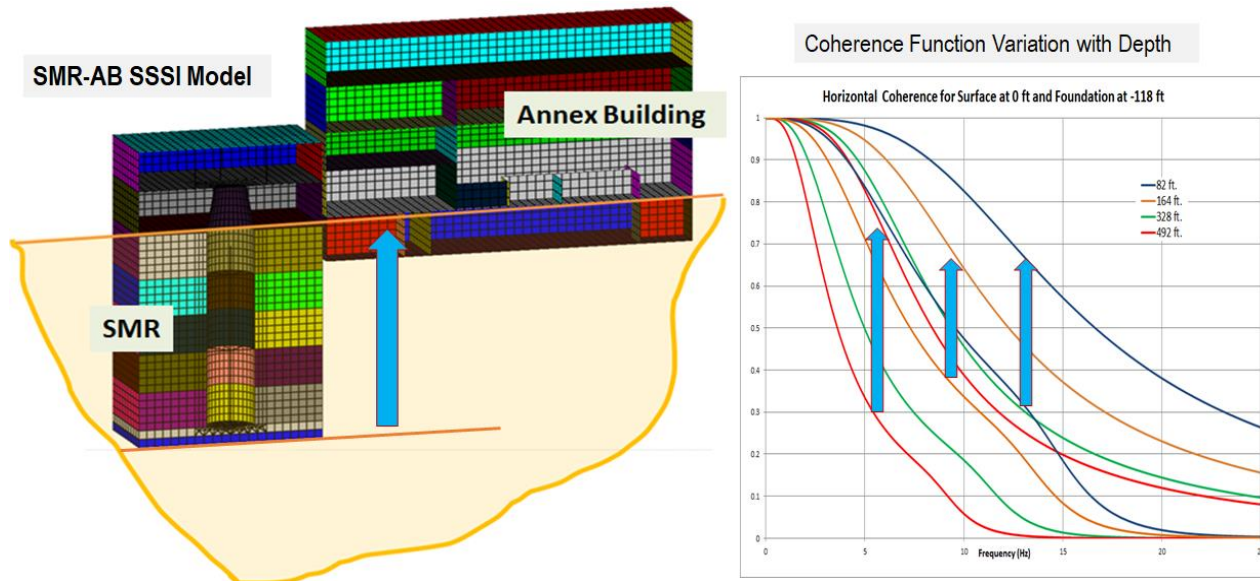 SMR-AB SSSI Model
Annex Building
SMR
Coherence Function Variation with Depth
Horizontal Coherence for Surface at 0 ft and Foundation at -118 ft
1
0.9
0.8
0.7
0.6
0.5
0.4
0.3
0.2
0.1
0
82 ft.
164 ft.
328 ft.
492 ft.
0
5
10
15
20
Frequency (Hz)